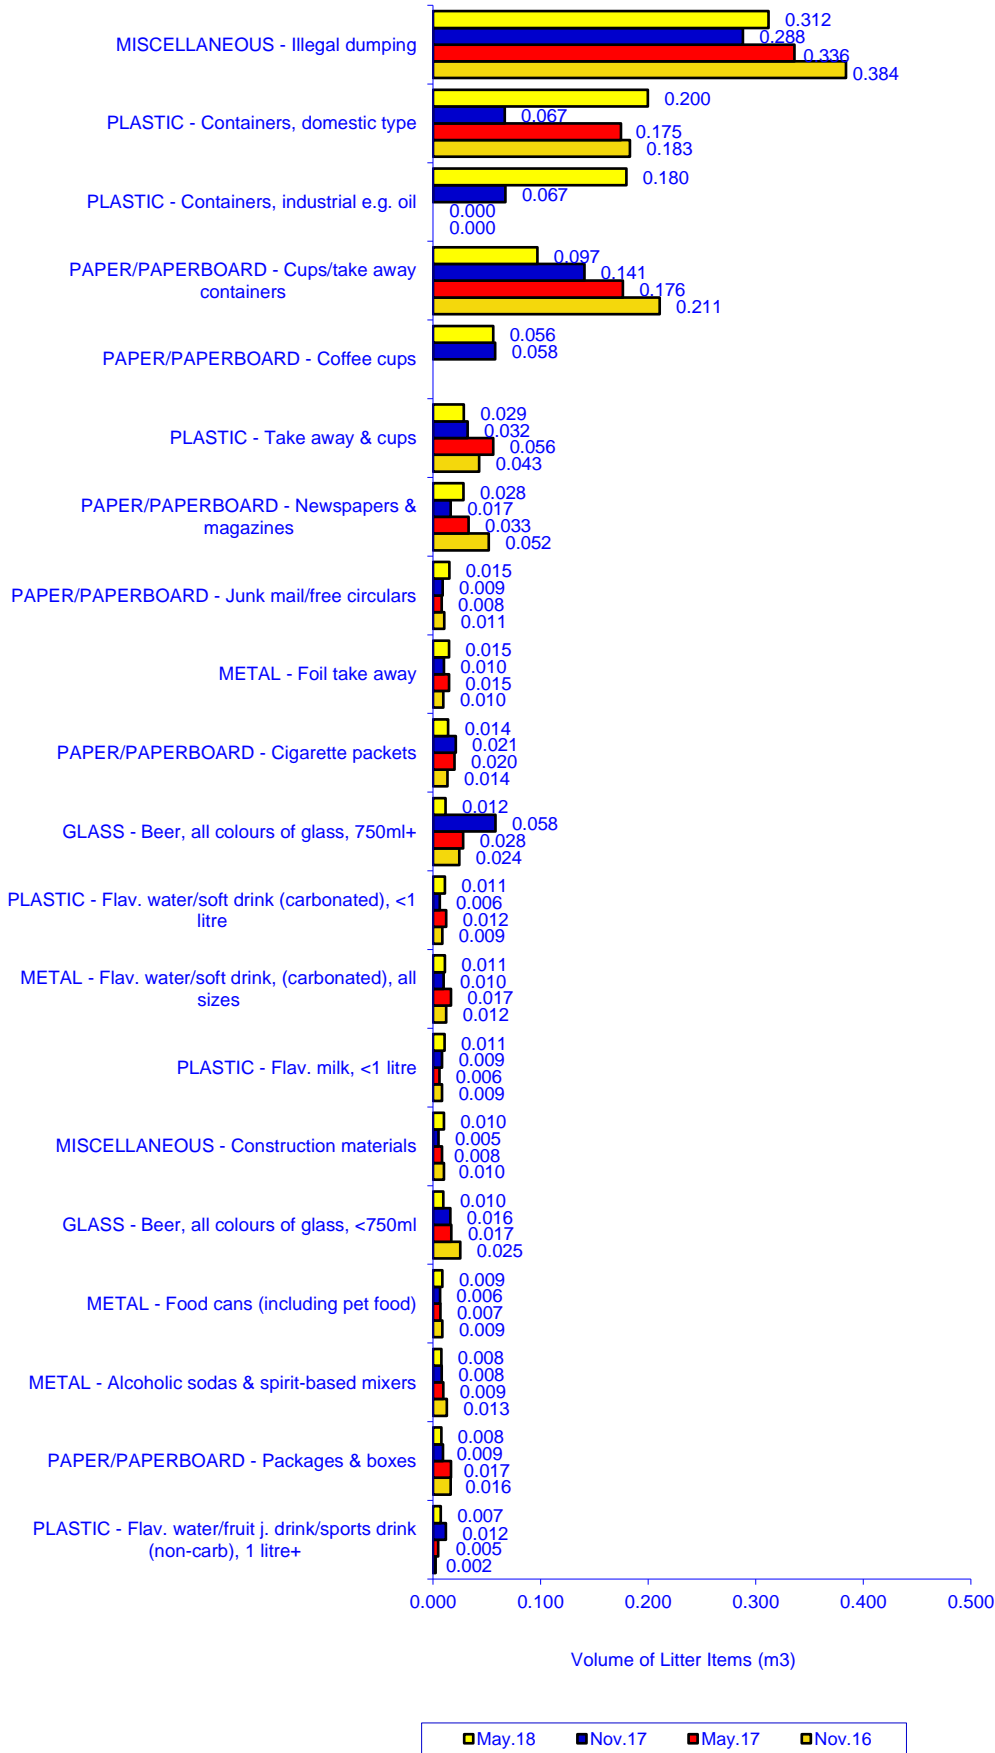 0.312
0.288
MISCELLANEOUS - Illegal dumping
0.336
0.384
0.200
0.067
PLASTIC - Containers, domestic type
0.175
0.183
0.180
0.067
PLASTIC - Containers, industrial e.g. oil
0.000
0.000
0.097
PAPER/PAPERBOARD - Cups/take away
containers
0.141
0.176
0.211
0.056
0.058
PAPER/PAPERBOARD - Coffee cups
0.029
0.032
PLASTIC - Take away & cups
0.056
0.043
0.028
PAPER/PAPERBOARD - Newspapers &
magazines
0.017
0.033
0.052
0.015
0.009
PAPER/PAPERBOARD - Junk mail/free circulars
0.008
0.011
0.015
0.010
METAL - Foil take away
0.015
0.010
0.014
0.021
PAPER/PAPERBOARD - Cigarette packets
0.020
0.014
0.012
0.058
GLASS - Beer, all colours of glass, 750ml+
0.028
0.024
0.011
PLASTIC - Flav. water/soft drink (carbonated), <1
litre
0.006
0.012
0.009
0.011
METAL - Flav. water/soft drink, (carbonated), all
sizes
0.010
0.017
0.012
0.011
0.009
PLASTIC - Flav. milk, <1 litre
0.006
0.009
0.010
0.005
MISCELLANEOUS - Construction materials
0.008
0.010
0.010
0.016
GLASS - Beer, all colours of glass, <750ml
0.017
0.025
0.009
0.006
METAL - Food cans (including pet food)
0.007
0.009
0.008
0.008
METAL - Alcoholic sodas & spirit-based mixers
0.009
0.013
0.008
0.009
PAPER/PAPERBOARD - Packages & boxes
0.017
0.016
0.007
PLASTIC - Flav. water/fruit j. drink/sports drink
(non-carb), 1 litre+
0.012
0.005
0.002
0.000 0.100 0.200 0.300 0.400 0.500
Volume of Litter Items (m3)
May.18 Nov.17 May.17 Nov.16